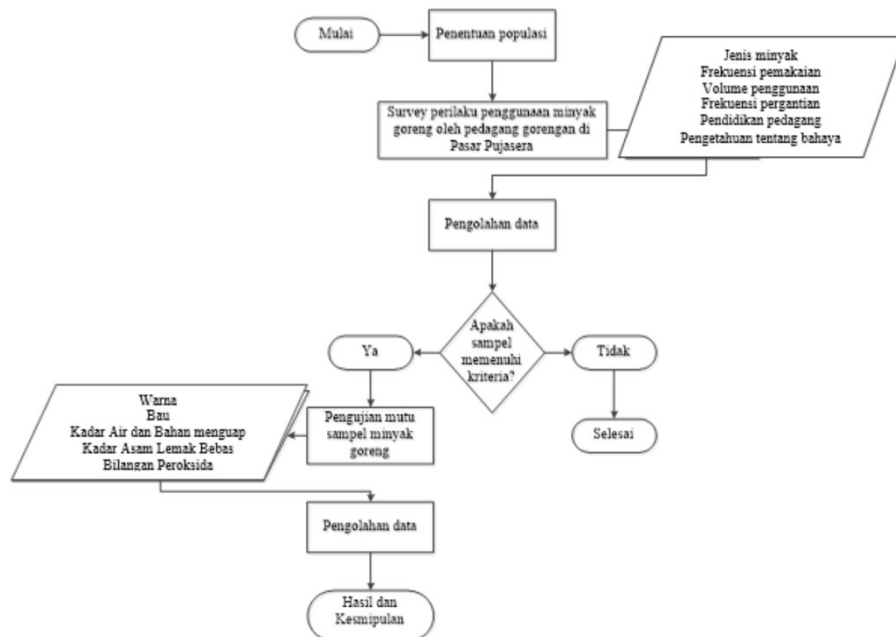 Mulai
Penentuan populasi
Survey perilaku penggunaan minyak
goreng oleh pedagang gorengan di
Pasar Pujasera
Jenis minyak
Frekuensi pemakaian
Volume penggunaan
Frekuensi pergantian
Pendidikan pedagang
Pengetahuan tentang bahaya
Pengolahan data
Apakah
sampel
memenuhi
kriteria?
Ya
Tidak
Selesai
Pengujian mutu
sampel minyak
goreng
Warna
Bau
Kadar Air dan Bahan menguap
Kadar Asam Lemak Bebas
Bilangan Peroksida
Pengolahan data
Hasil dan
Kesmipulan